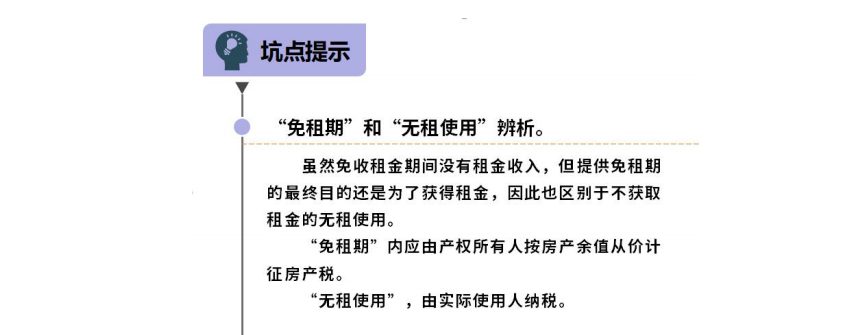 坑点提示
“免租期”和“无租使用”辨析。
虽然免收租金期间没有租金收入，但提供免租期
的最终目的还是为了获得租金，因此也区别于不获取
租金的无租使用。
“免租期”内应由产权所有人按房产余值从价计
征房产税。
“无租使用”，由实际使用人纳税。